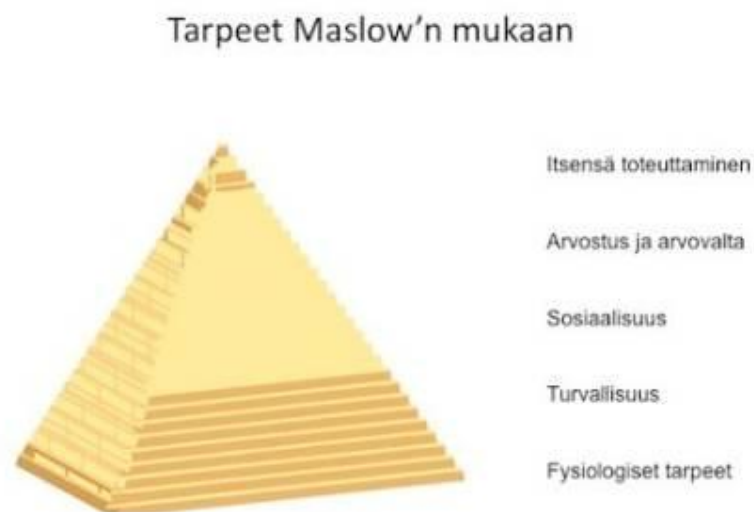 Tarpeet Maslow’n mukaan
Itsensä toteuttaminen
Arvostus ja arvovalta
Sosiaalisuus
Turvallisuus
Fysiologiset tarpeet